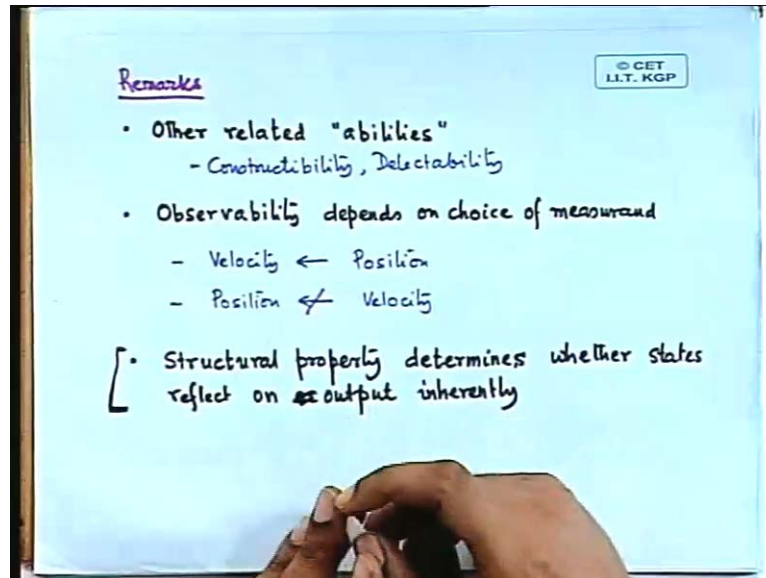 Remarks
© CET
I.I.T. KGP
• Other related "abilities"
- Constructibility, Detectability
• Observability depends on choice of measurand
- Velocity ← Position
- Position ↚ Velocity
• Structural property determines whether states
reflect on output inherently